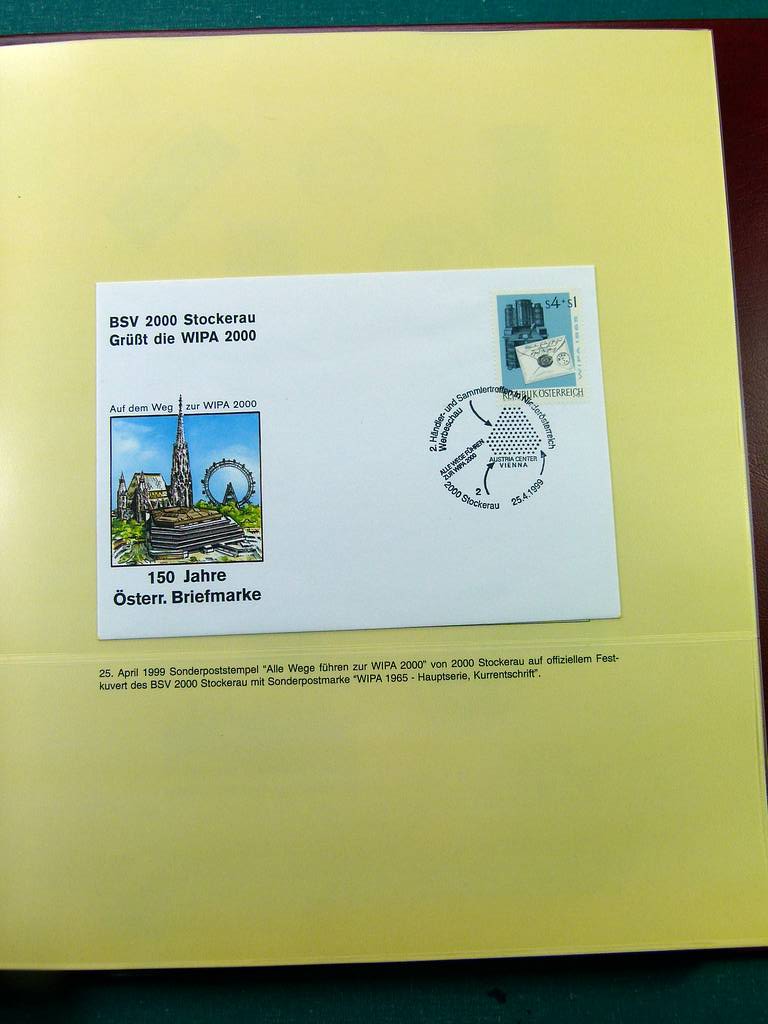 BSV 2000 Stockerau
Grüßt die WIPA 2000
s4+s1
WIPA 1965
REPUBLIK ÖSTERREICH
Auf dem Weg zur WIPA 2000
2. Händler- und Sammlertreffen in Niederösterreich
Werbeschau
ALLE WEGE FÜHREN
ZUR WIPA 2000
AUSTRIA CENTER
VIENNA
2
2000 Stockerau
25.4.1999
150 Jahre
Österr. Briefmarke
25. April 1999 Sonderpoststempel "Alle Wege führen zur WIPA 2000" von 2000 Stockerau auf offiziellem Fest-
kuvert des BSV 2000 Stockerau mit Sonderpostmarke "WIPA 1965 - Hauptserie, Kurrentschrift".